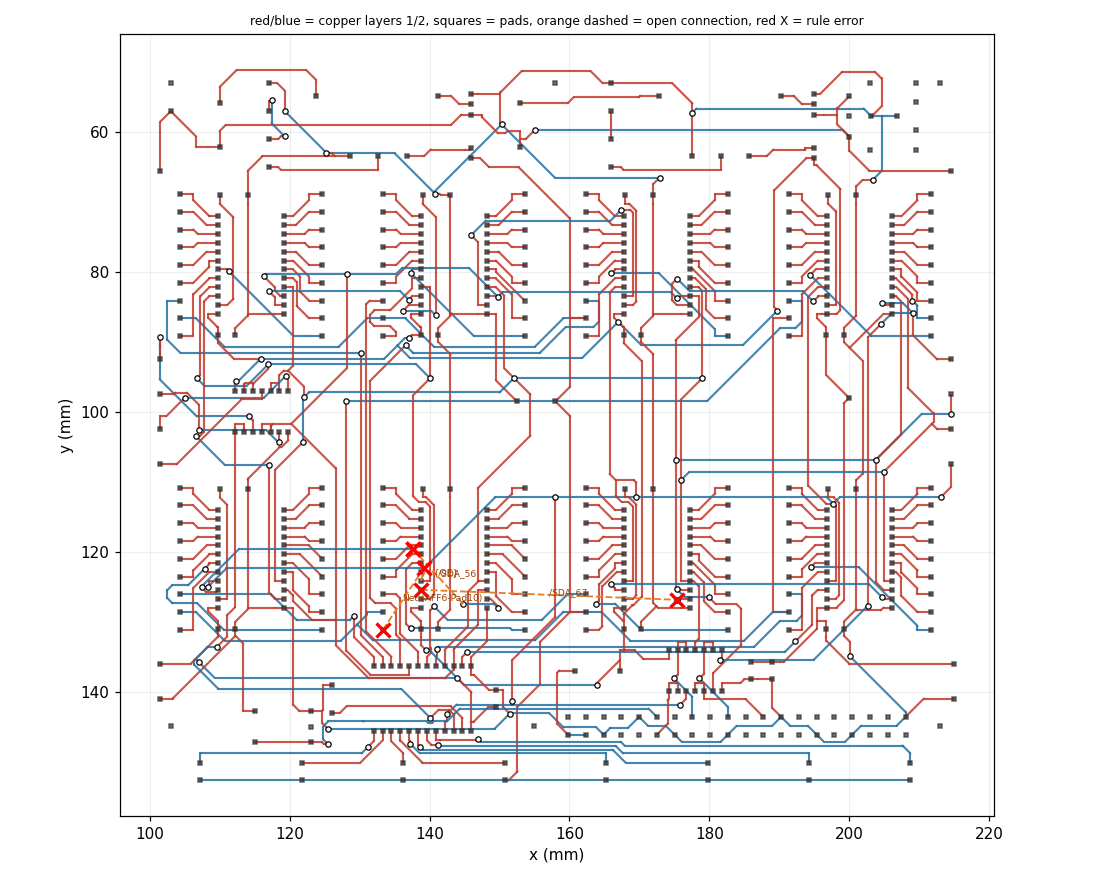 red/blue = copper layers 1/2, squares = pads, orange dashed = open connection, red X = rule error
60
80
100
120
140
y (mm)
/SDA_56
/SDA_67
100
120
140
160
180
200
220
x (mm)